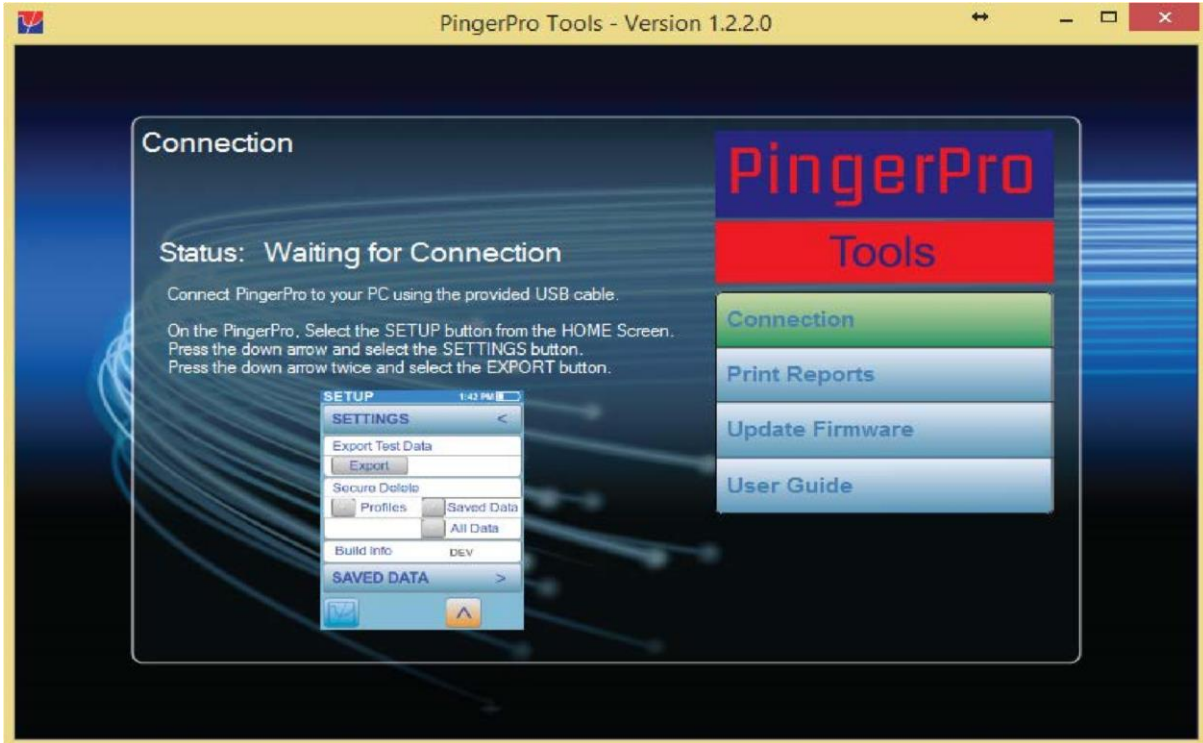 PingerPro Tools - Version 1.2.2.0
Connection
Status: Waiting for Connection
Connect PingerPro to your PC using the provided USB cable.
On the PingerPro, Select the SETUP button from the HOME Screen.
Press the down arrow and select the SETTINGS button.
Press the down arrow twice and select the EXPORT button.
SETUP 1:42 PM
SETTINGS <
Export Test Data
Export
Secure Delete
Profiles Saved Data
All Data
Build Info DEV
SAVED DATA >
PingerPro
Tools
Connection
Print Reports
Update Firmware
User Guide